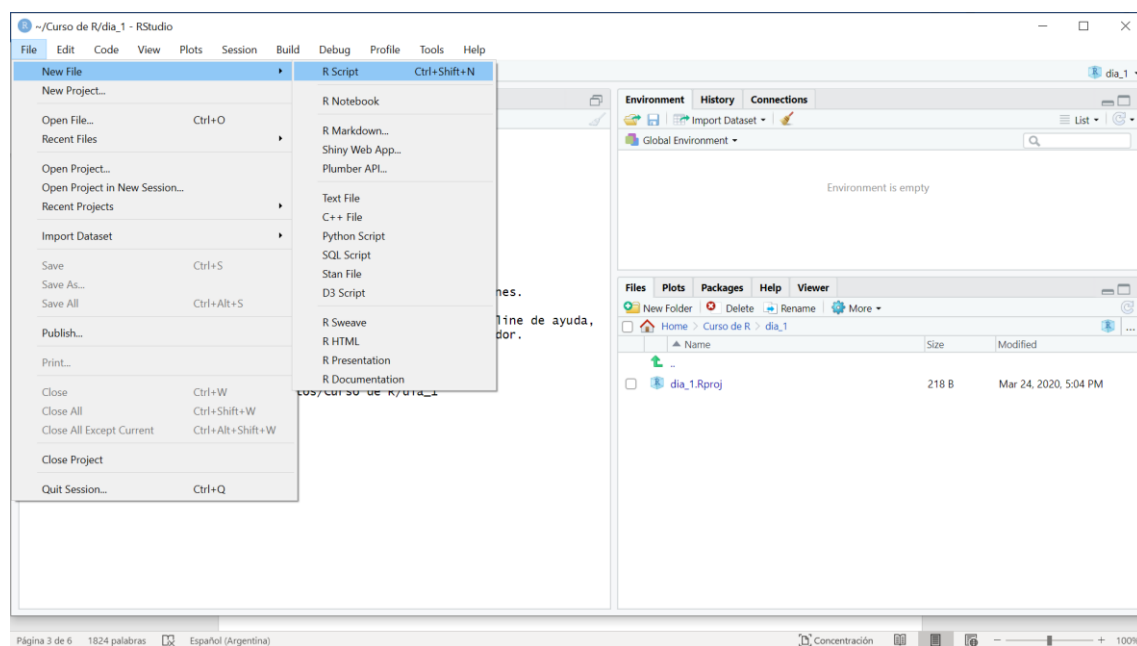 ~/Curso de R/dia_1 - RStudio
File Edit Code View Plots Session Build Debug Profile Tools Help
dia_1
New File
New Project...
Open File... Ctrl+O
Recent Files
Open Project...
Open Project in New Session...
Recent Projects
Import Dataset
Save Ctrl+S
Save As...
Save All Ctrl+Alt+S
Publish...
Print...
Close Ctrl+W
Close All Ctrl+Shift+W
Close All Except Current Ctrl+Alt+Shift+W
Close Project
Quit Session... Ctrl+Q
R Script Ctrl+Shift+N
R Notebook
R Markdown...
Shiny Web App...
Plumber API...
Text File
C++ File
Python Script
SQL Script
Stan File
D3 Script
R Sweave
R HTML
R Presentation
R Documentation
nes.
line de ayuda,
dor.
tos/Curso de R/dia_1
Environment History Connections
Import Dataset
List
Global Environment
Environment is empty
Files Plots Packages Help Viewer
New Folder Delete Rename More
Home > Curso de R > dia_1
...
Name Size Modified
..
dia_1.Rproj 218 B Mar 24, 2020, 5:04 PM
Página 3 de 6 1824 palabras Español (Argentina) Concentración 100%